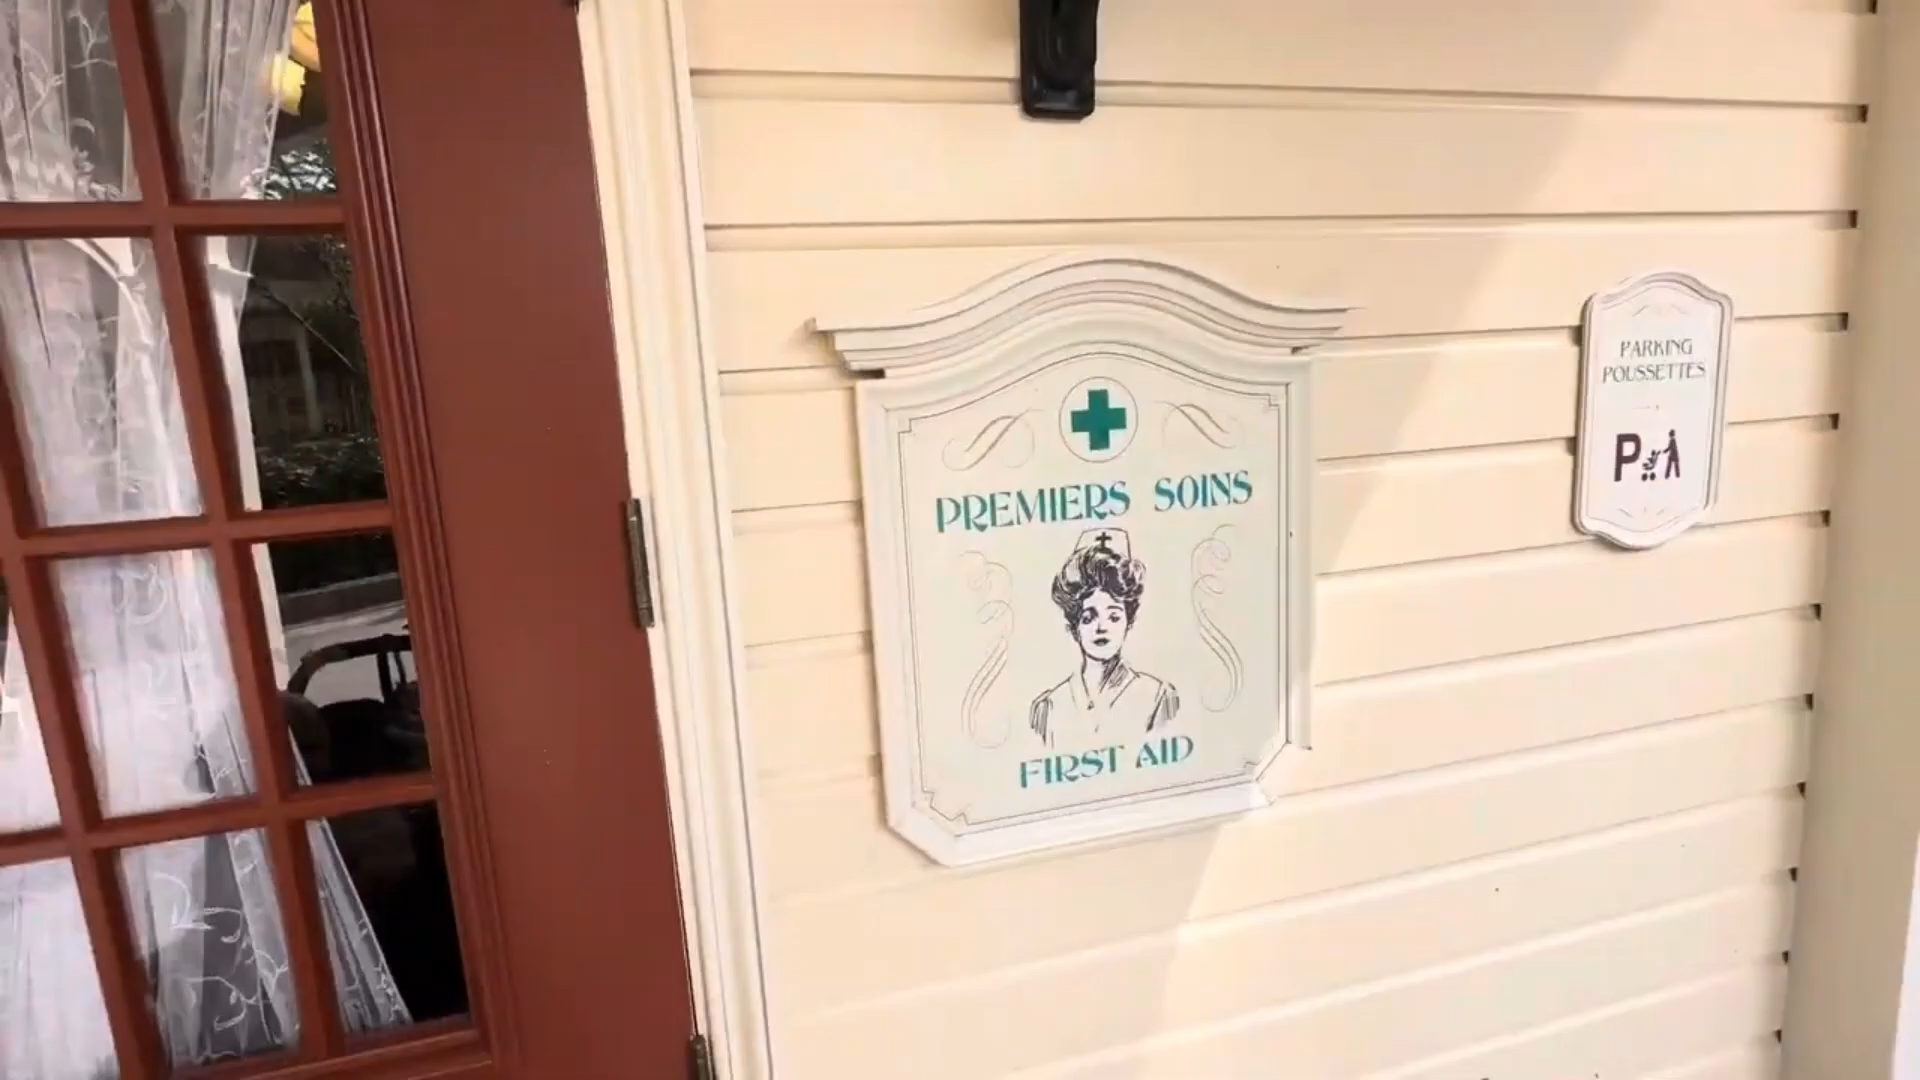 PREMIERS SOINS
FIRST AID
PARKING
POUSSETTES
P